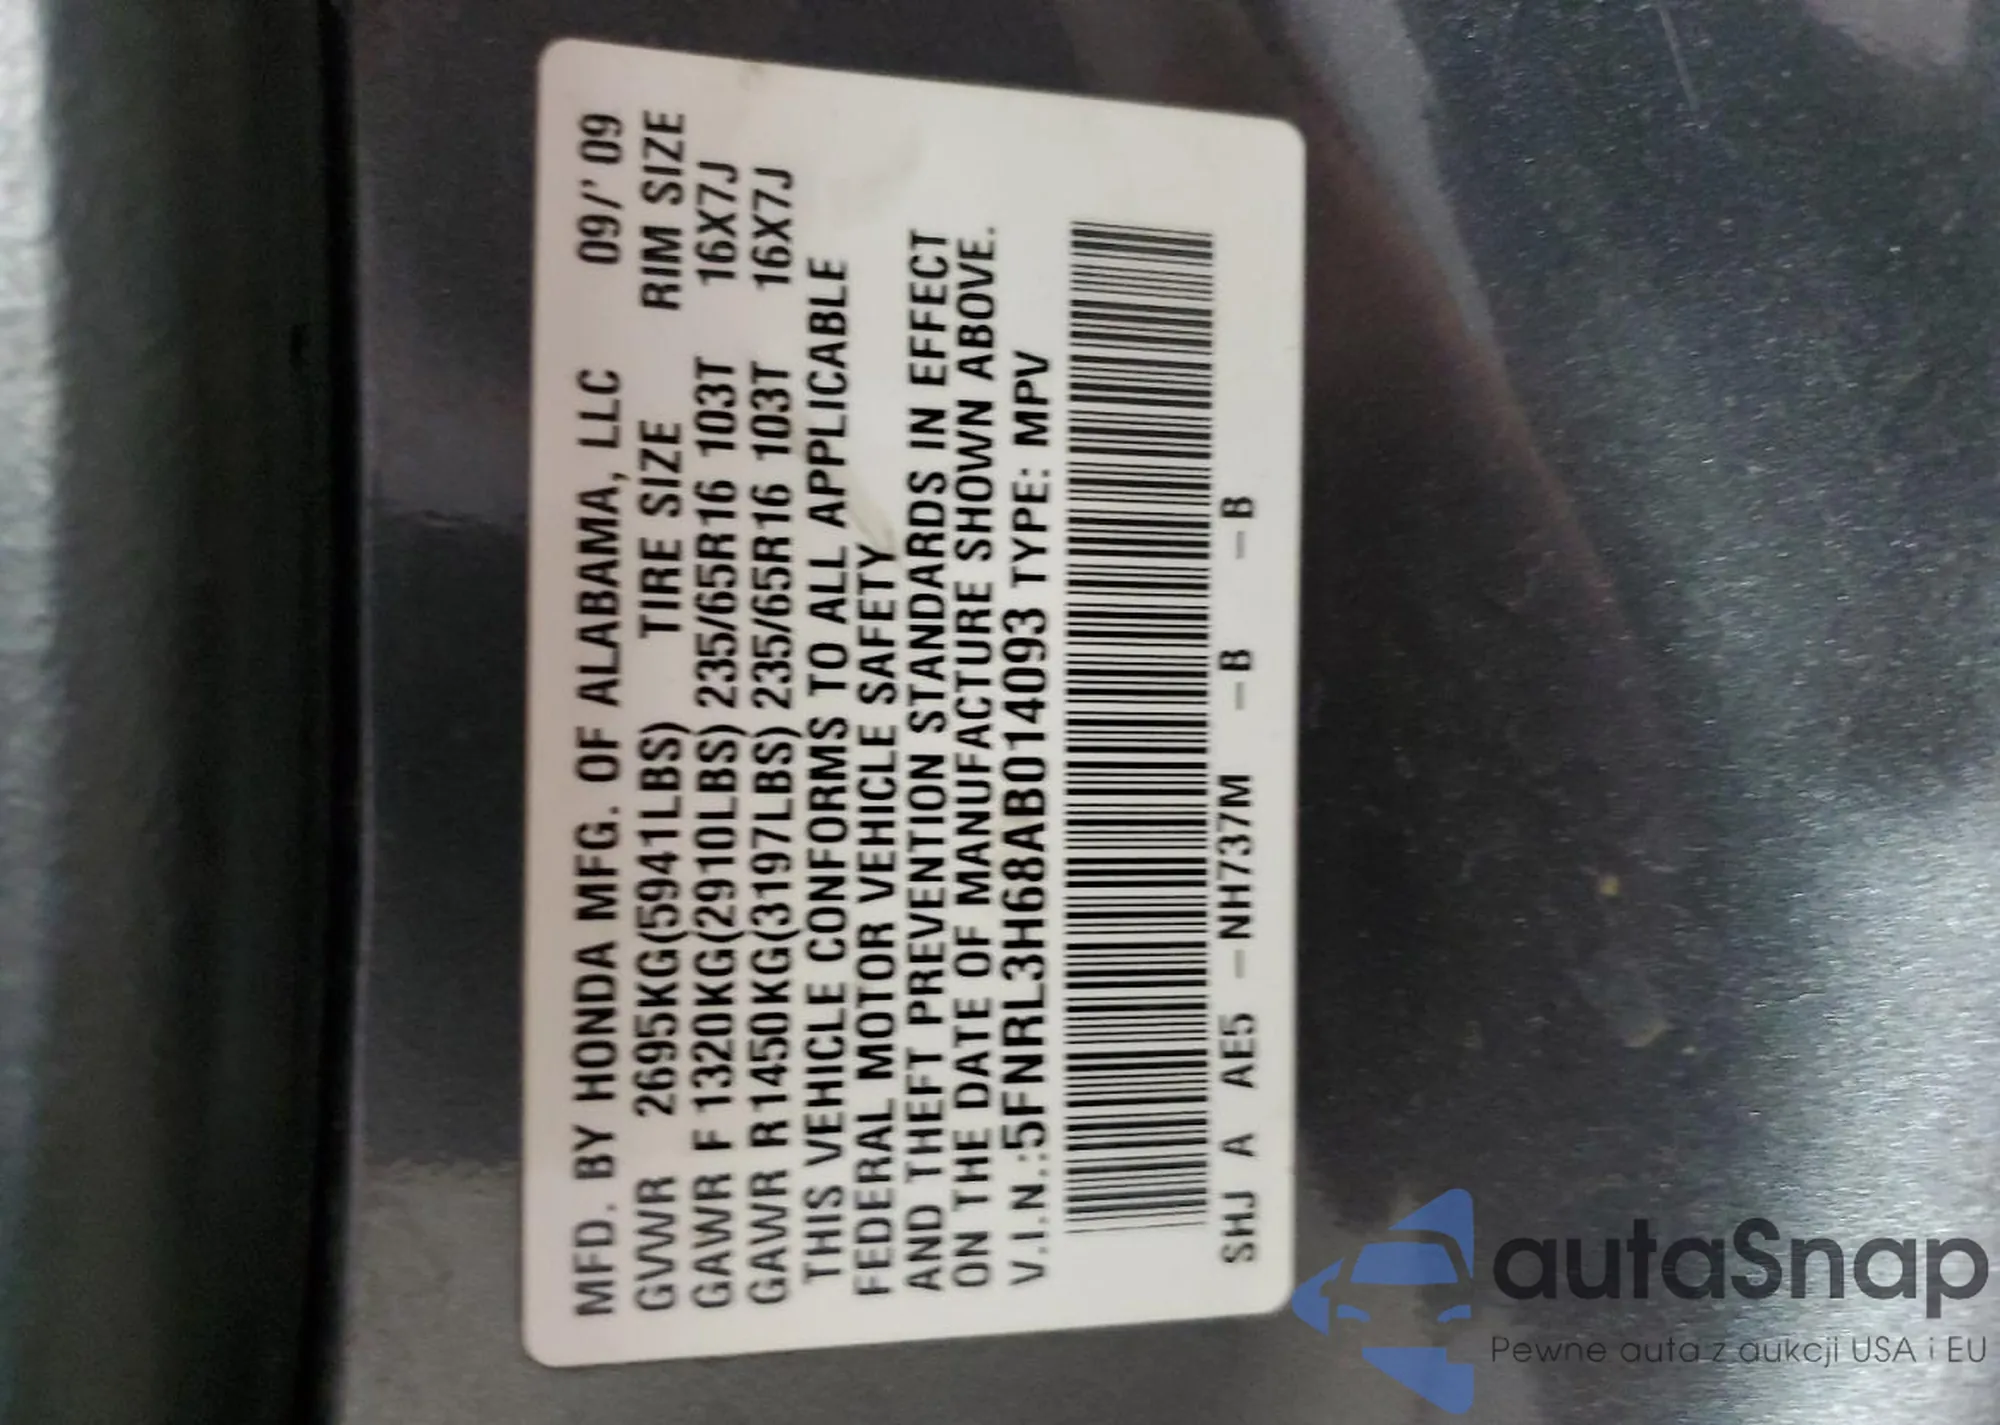 MFD. BY HONDA MFG. OF ALABAMA, LLC 09/'09
GVWR 2695KG(5941LBS) TIRE SIZE RIM SIZE
GAWR F 1320KG(2910LBS) 235/65R16 103T 16X7J
GAWR R1450KG(3197LBS) 235/65R16 103T 16X7J
THIS VEHICLE CONFORMS TO ALL APPLICABLE
FEDERAL MOTOR VEHICLE SAFETY
AND THEFT PREVENTION STANDARDS IN EFFECT
ON THE DATE OF MANUFACTURE SHOWN ABOVE.
V.I.N.:5FNRL3H68AB014093 TYPE: MPV
SHJ A AE5 –NH737M –B –B
autaSnap
Pewne auta z aukcji USA i EU